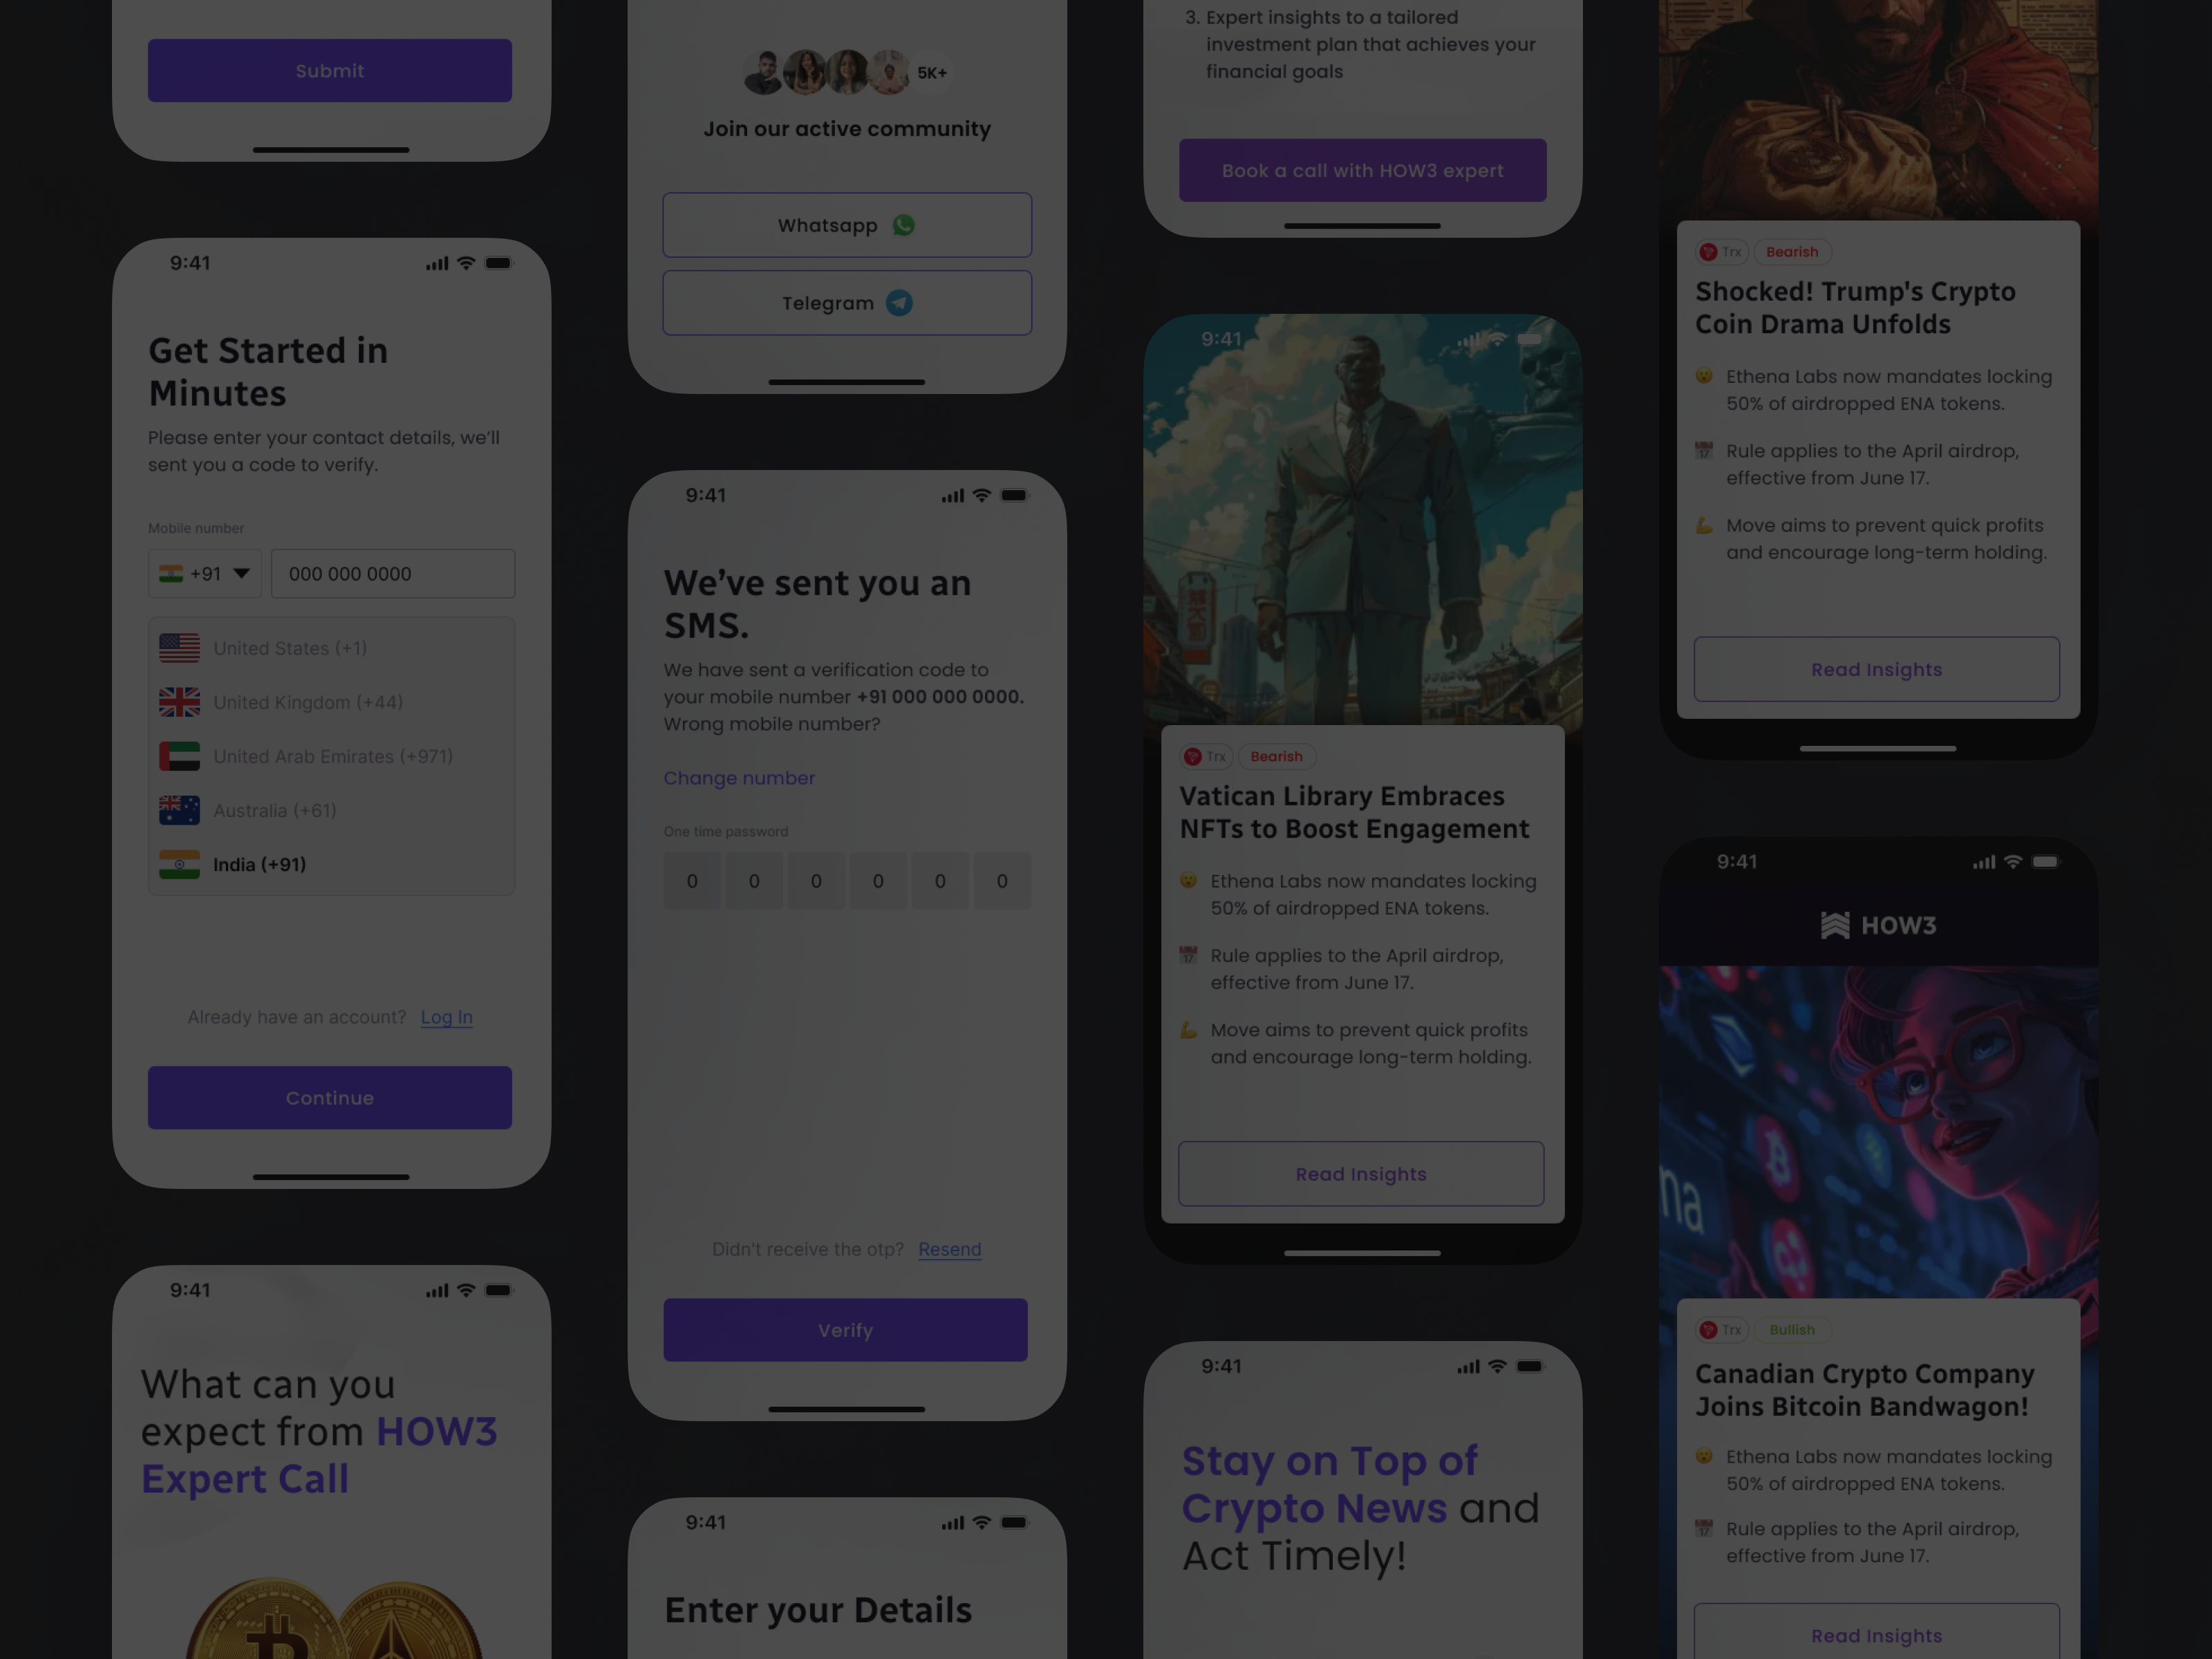 Submit
9:41
Get Started in
Minutes
Please enter your contact details, we'll
sent you a code to verify.
Mobile number
+91
000 000 0000
United States (+1)
United Kingdom (+44)
United Arab Emirates (+971)
Australia (+61)
India (+91)
Already have an account? Log In
Continue
9:41
What can you
expect from HOW3
Expert Call
5K+
Join our active community
Whatsapp
Telegram
9:41
We've sent you an
SMS.
We have sent a verification code to
your mobile number +91 000 000 0000.
Wrong mobile number?
Change number
One time password
0 0 0 0 0 0
Didn't receive the otp? Resend
Verify
9:41
Enter your Details
3. Expert insights to a tailored
investment plan that achieves your
financial goals
Book a call with HOW3 expert
9:41
Trx Bearish
Vatican Library Embraces
NFTs to Boost Engagement
Ethena Labs now mandates locking
50% of airdropped ENA tokens.
17
Rule applies to the April airdrop,
effective from June 17.
Move aims to prevent quick profits
and encourage long-term holding.
Read Insights
9:41
Stay on Top of
Crypto News and
Act Timely!
Trx Bearish
Shocked! Trump's Crypto
Coin Drama Unfolds
Ethena Labs now mandates locking
50% of airdropped ENA tokens.
17
Rule applies to the April airdrop,
effective from June 17.
Move aims to prevent quick profits
and encourage long-term holding.
Read Insights
9:41
HOW3
na
Trx Bullish
Canadian Crypto Company
Joins Bitcoin Bandwagon!
Ethena Labs now mandates locking
50% of airdropped ENA tokens.
17
Rule applies to the April airdrop,
effective from June 17.
Read Insights